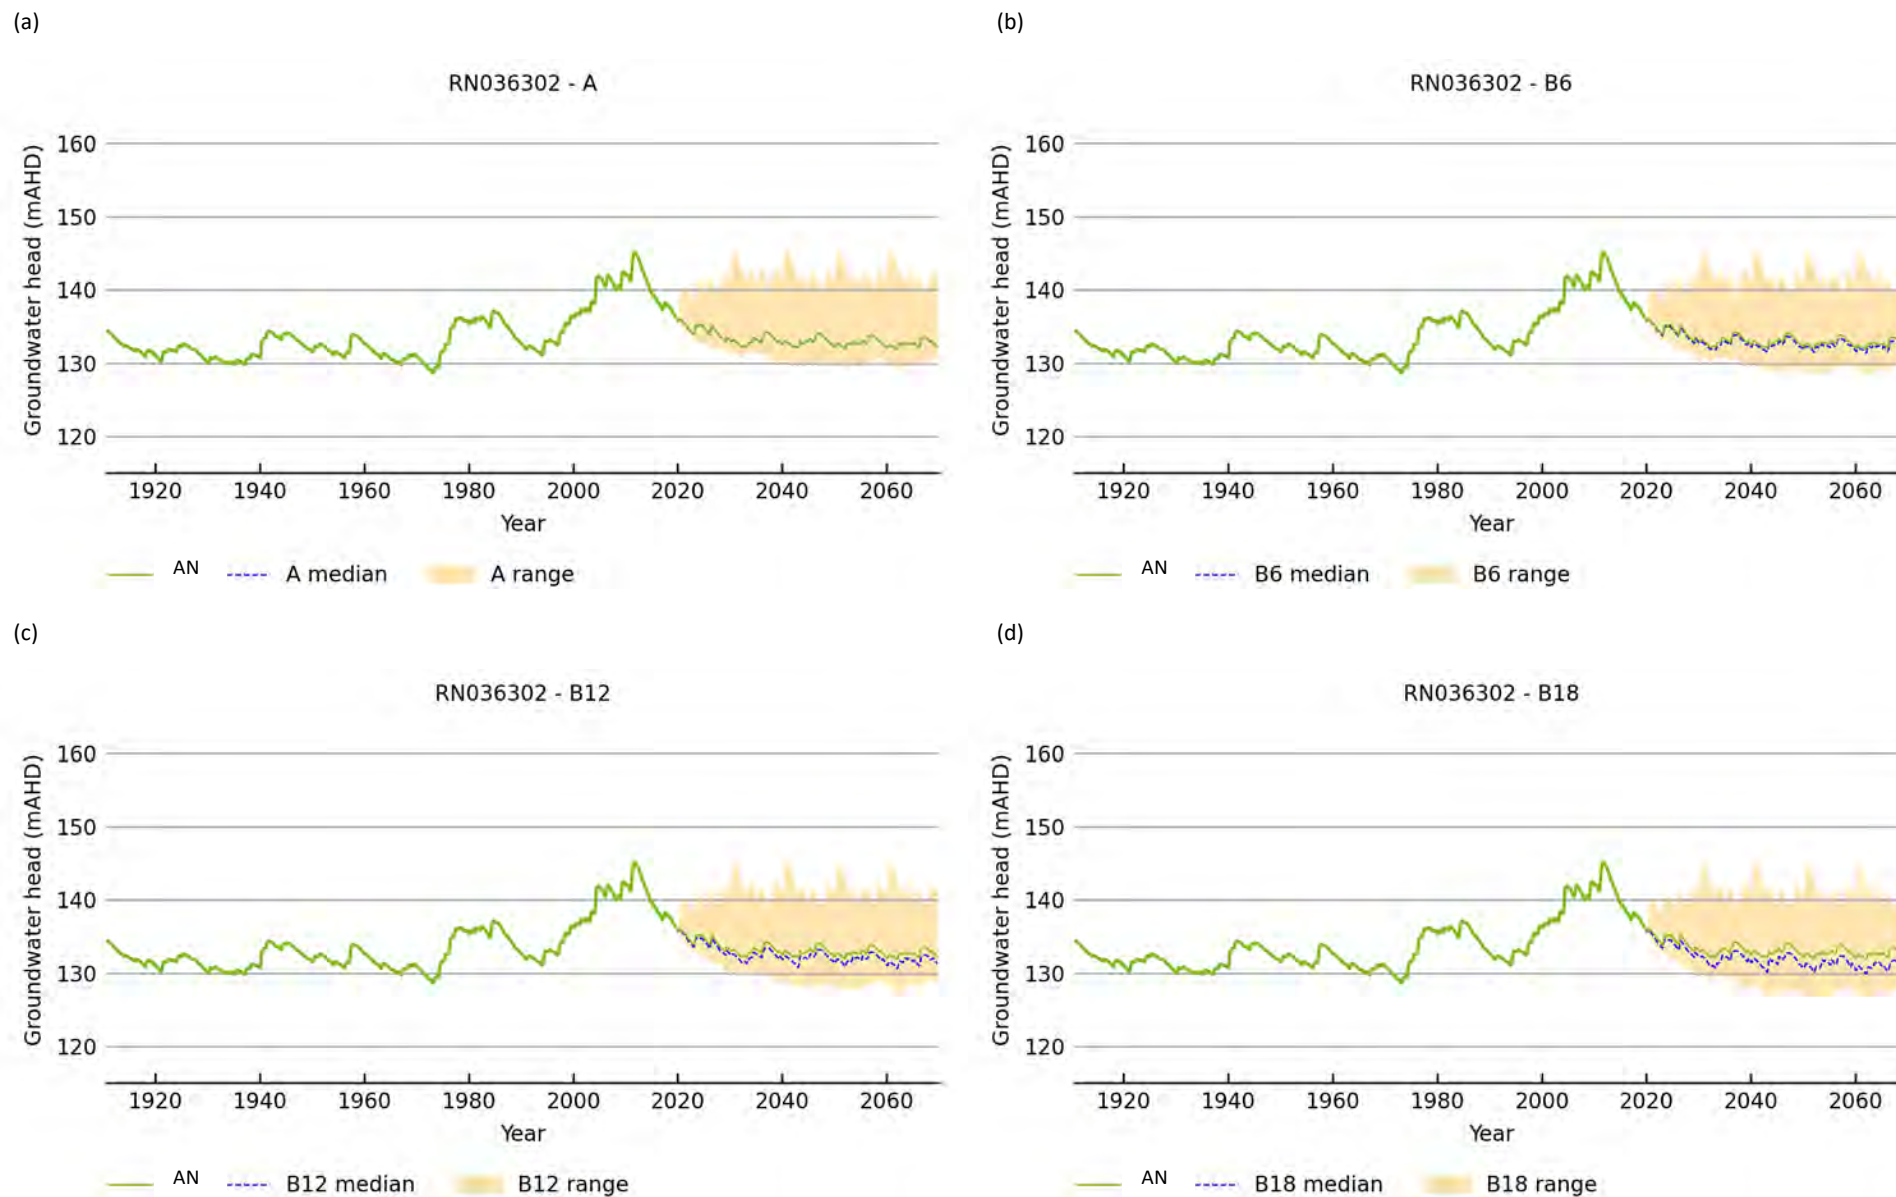 (a)
RN036302 - A
Groundwater head (mAHD)
160
150
140
130
120
1920 1940 1960 1980 2000 2020 2040 2060
Year
AN A median A range
(b)
RN036302 - B6
Groundwater head (mAHD)
160
150
140
130
120
1920 1940 1960 1980 2000 2020 2040 2060
Year
AN B6 median B6 range
(c)
RN036302 - B12
Groundwater head (mAHD)
160
150
140
130
120
1920 1940 1960 1980 2000 2020 2040 2060
Year
AN B12 median B12 range
(d)
RN036302 - B18
Groundwater head (mAHD)
160
150
140
130
120
1920 1940 1960 1980 2000 2020 2040 2060
Year
AN B18 median B18 range